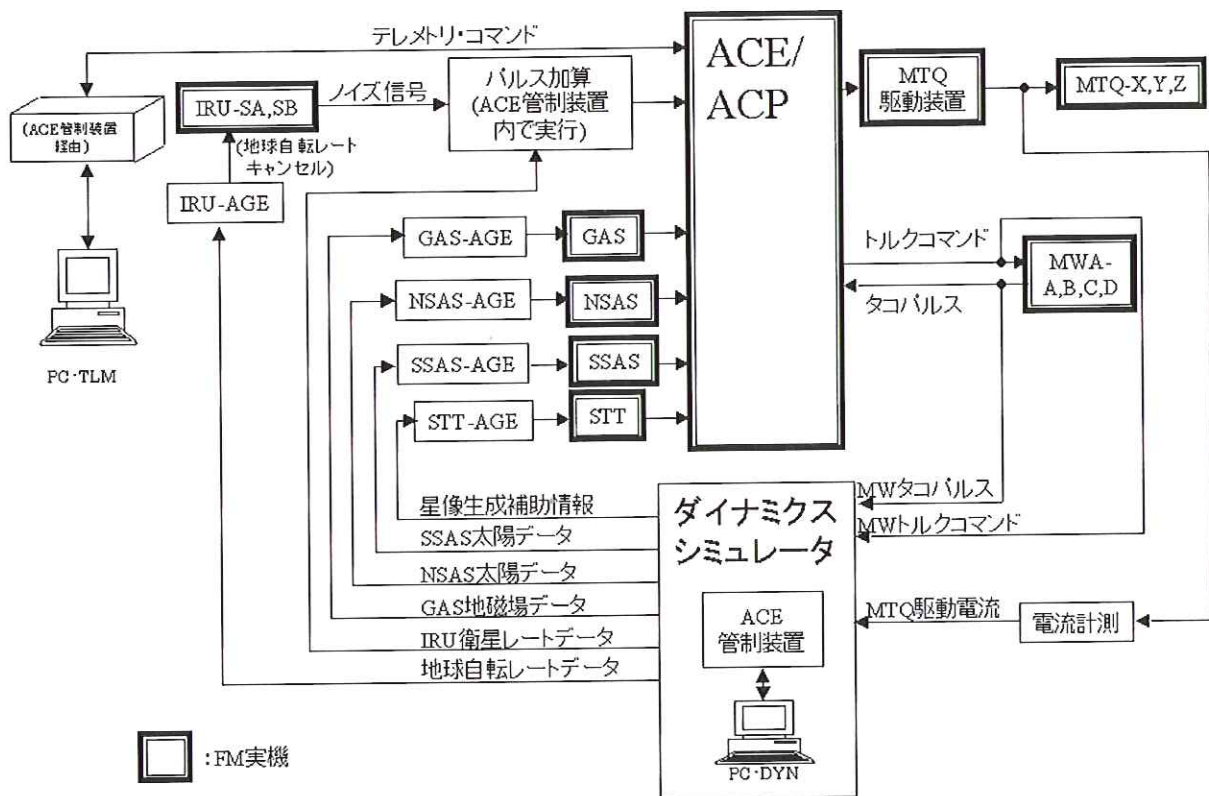 テレメトリ・コマンド
ACE/
ACP
MTQ
駆動装置
MTQ-X,Y,Z
IRU-SA,SB
ノイズ信号
パルス加算
(ACE管制装置
内で実行)
(ACE管制装置
経由)
(地球自転レート
キャンセル)
IRU-AGE
GAS-AGE
GAS
トルクコマンド
MWA-
A,B,C,D
NSAS-AGE
NSAS
タコパルス
SSAS-AGE
SSAS
PC・TLM
STT-AGE
STT
星像生成補助情報
SSAS太陽データ
NSAS太陽データ
GAS地磁場データ
IRU衛星レートデータ
地球自転レートデータ
ダイナミクス
シミュレータ
MWタコパルス
MWトルクコマンド
ACE
管制装置
MTQ駆動電流
電流計測
PC・DYN
:FM実機